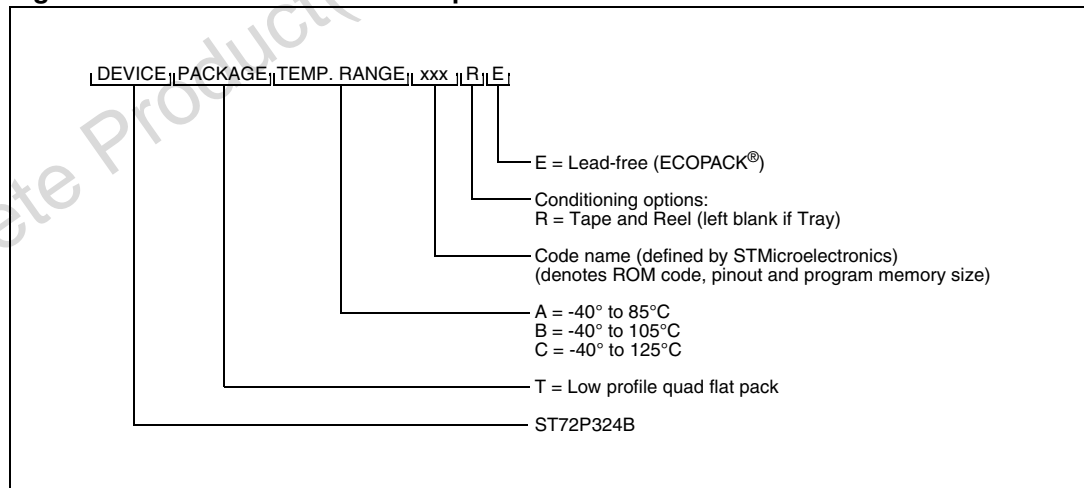 DEVICE PACKAGE TEMP. RANGE xxx R E
E = Lead-free (ECOPACK®)
Conditioning options:
R = Tape and Reel (left blank if Tray)
Code name (defined by STMicroelectronics)
(denotes ROM code, pinout and program memory size)
A = -40° to 85°C
B = -40° to 105°C
C = -40° to 125°C
T = Low profile quad flat pack
ST72P324B